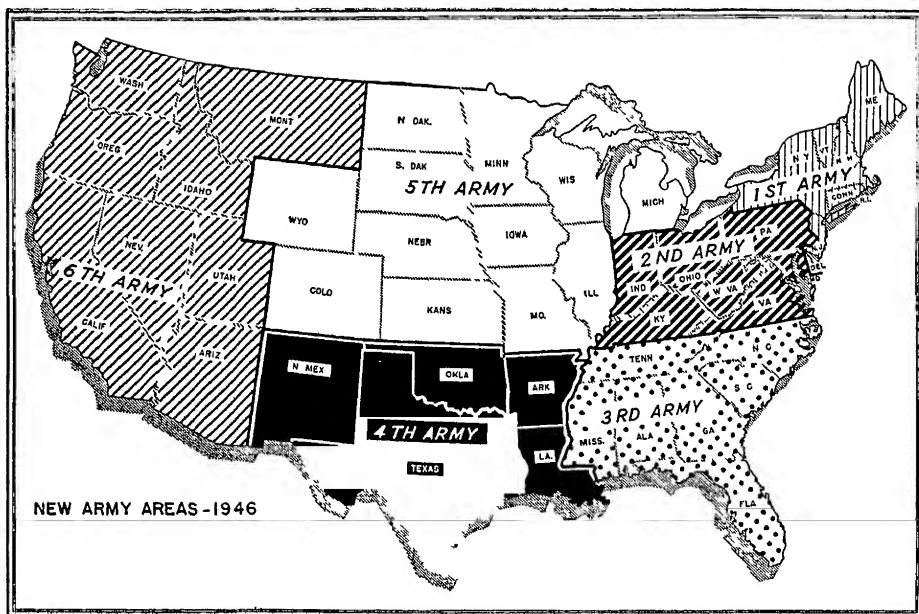 WASH
MONT
OREG
IDAHO
WYO
NEV.
UTAH
COLO
CALIF
ARIZ
6TH ARMY
N DAK.
S. DAK
MINN
WIS
MICH
5TH ARMY
NEBR
IOWA
ILL
KANS
MO.
ME
N Y
VT
N H
CONN
R.I.
1ST ARMY
PA
2ND ARMY
OHIO
IND
W VA
VA
KY
DEL
N MEX
OKLA
ARK
4TH ARMY
TEXAS
LA.
TENN
N C
S C
3RD ARMY
MISS.
ALA
GA
FLA
NEW ARMY AREAS-1946